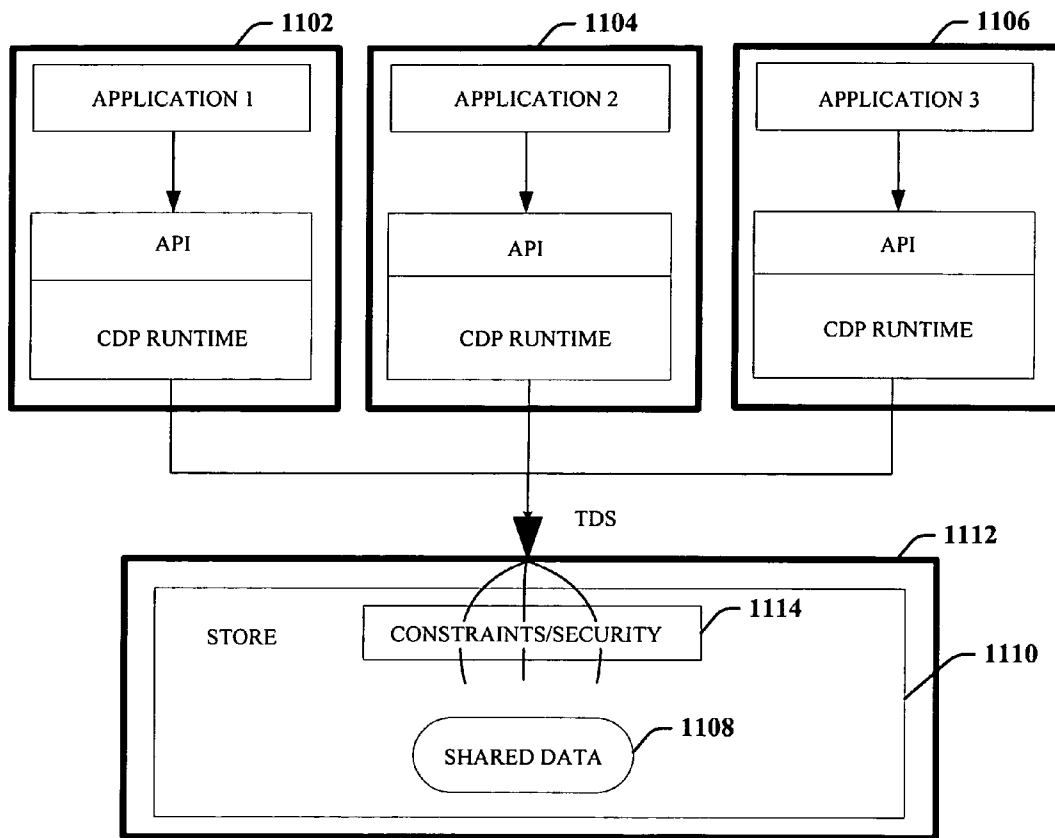 1102
1104
1106
APPLICATION 1
APPLICATION 2
APPLICATION 3
API
API
API
CDP RUNTIME
CDP RUNTIME
CDP RUNTIME
TDS
1112
1114
STORE
CONSTRAINTS/SECURITY
1110
1108
SHARED DATA